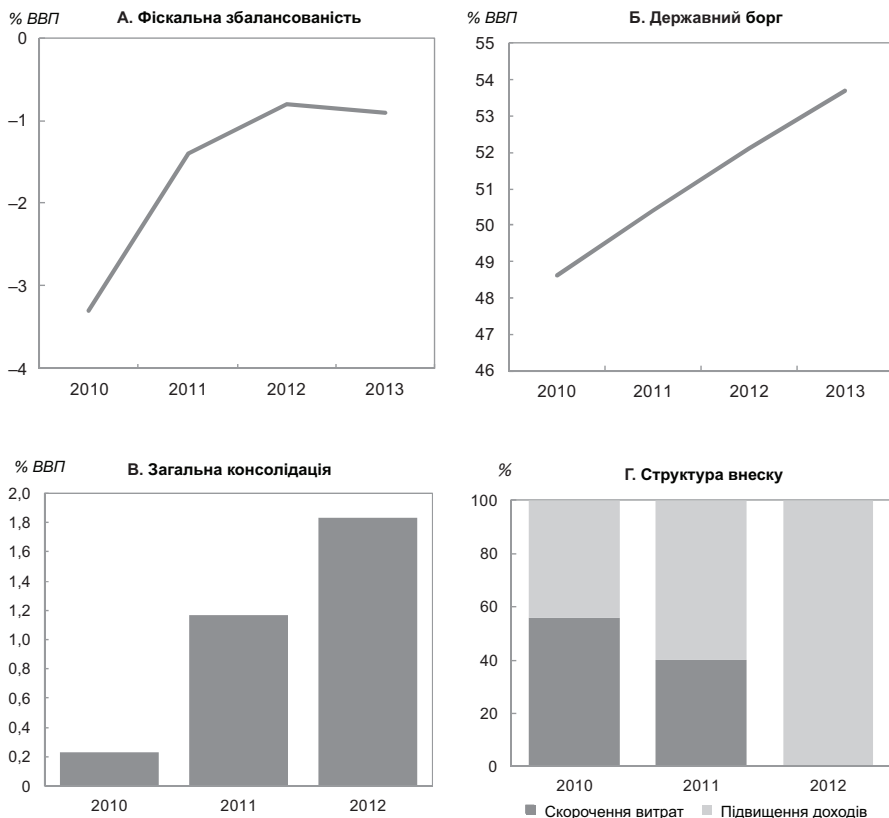 % ВВП
А. Фіскальна збалансованість
0
–1
–2
–3
–4
2010 2011 2012 2013
% ВВП
Б. Державний борг
55
54
53
52
51
50
49
48
47
46
2010 2011 2012 2013
% ВВП
В. Загальна консолідація
2,0
1,8
1,6
1,4
1,2
1,0
0,8
0,6
0,4
0,2
0
2010 2011 2012
%
Г. Структура внеску
100
80
60
40
20
0
2010 2011 2012
Скорочення витрат Підвищення доходів